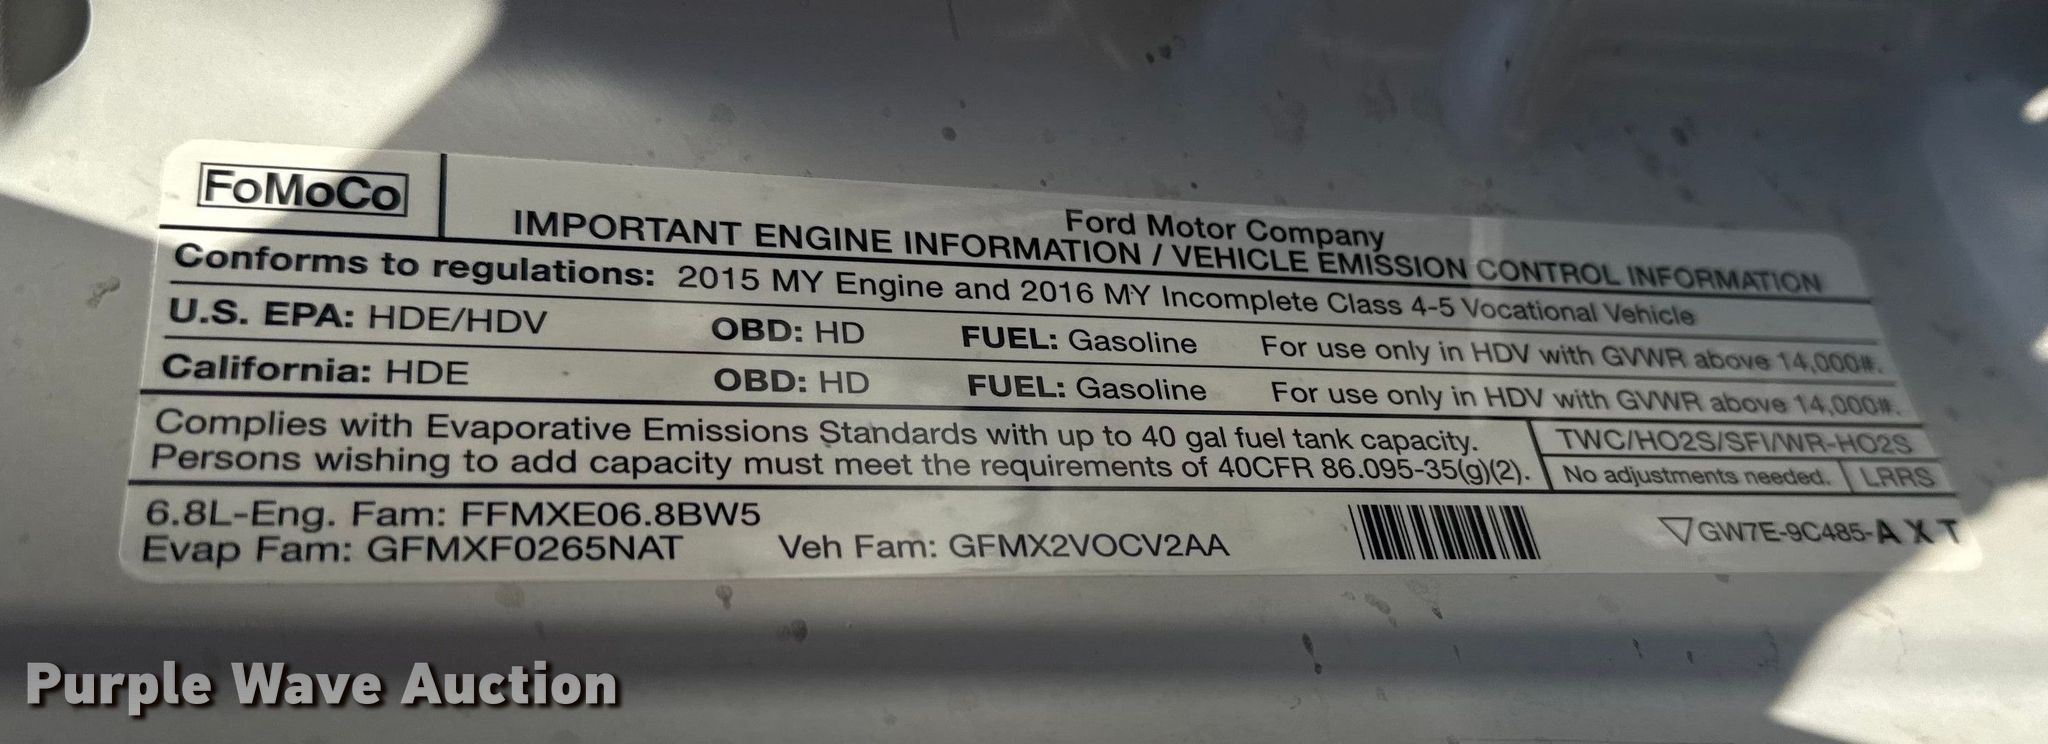 FoMoCo
Ford Motor Company
IMPORTANT ENGINE INFORMATION / VEHICLE EMISSION CONTROL INFORMATION
Conforms to regulations: 2015 MY Engine and 2016 MY Incomplete Class 4-5 Vocational Vehicle
U.S. EPA: HDE/HDV OBD: HD FUEL: Gasoline For use only in HDV with GVWR above 14,000#.
California: HDE OBD: HD FUEL: Gasoline For use only in HDV with GVWR above 14,000#.
Complies with Evaporative Emissions Standards with up to 40 gal fuel tank capacity.
Persons wishing to add capacity must meet the requirements of 40CFR 86.095-35(g)(2).
TWC/HO2S/SFI/WR-HO2S
No adjustments needed. LRRS
6.8L-Eng. Fam: FFMXE06.8BW5
Evap Fam: GFMXF0265NAT Veh Fam: GFMX2VOCV2AA
GW7E-9C485-A X T
Purple Wave Auction